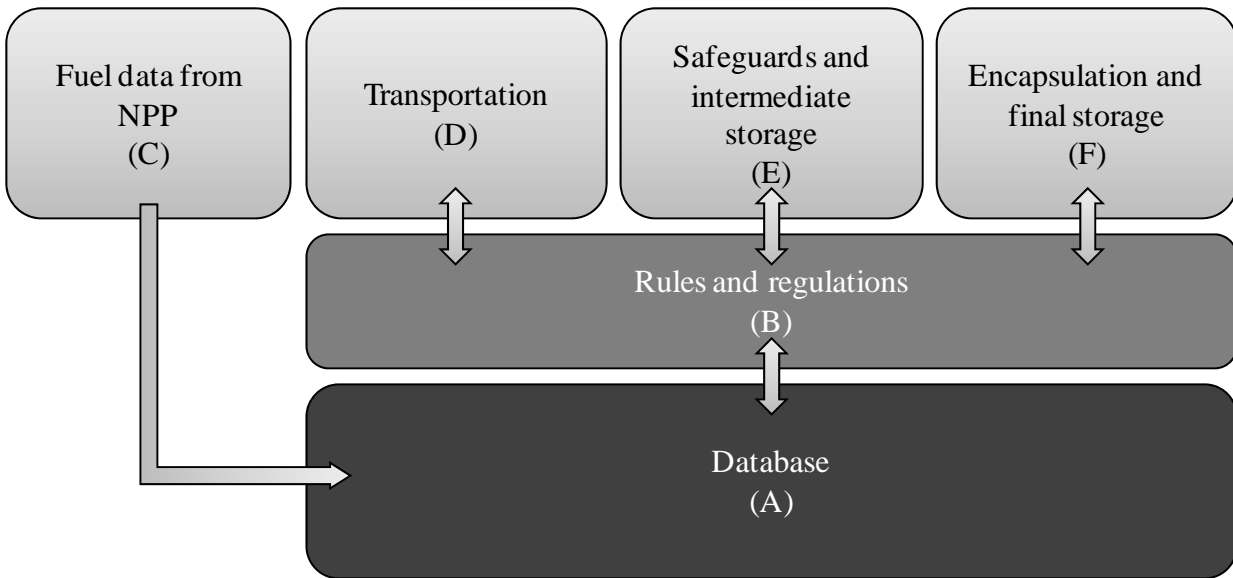 Fuel data from
NPP
(C)
Transportation
(D)
Safeguards and
intermediate
storage
(E)
Encapsulation and
final storage
(F)
Rules and regulations
(B)
Database
(A)